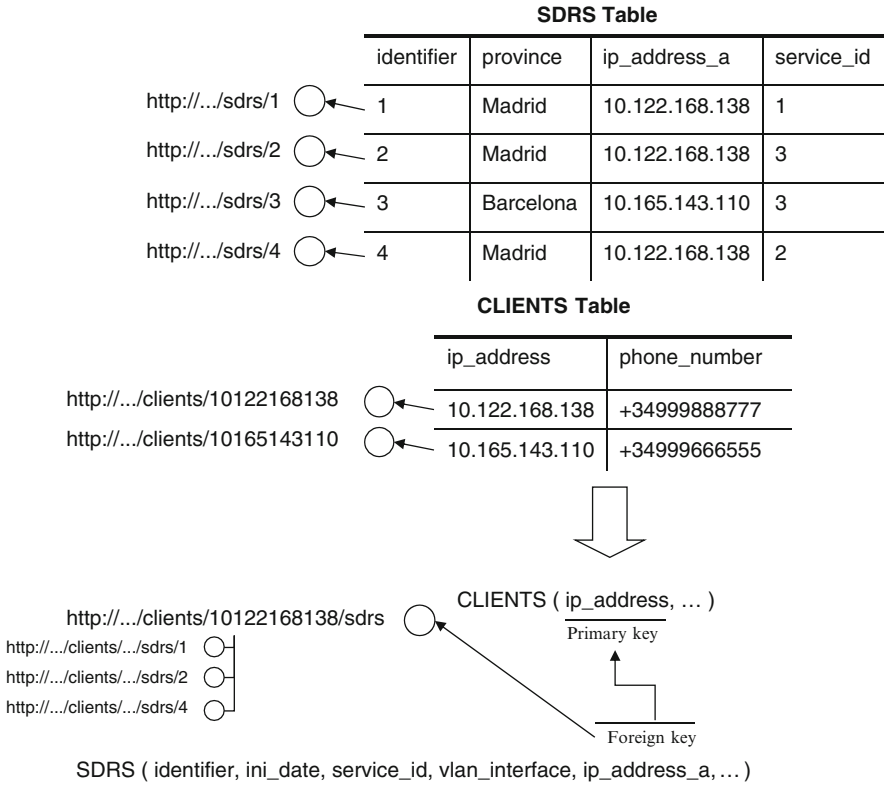 SDRS Table
identifier province ip_address_a service_id
http://.../sdrs/1 1 Madrid 10.122.168.138 1
http://.../sdrs/2 2 Madrid 10.122.168.138 3
http://.../sdrs/3 3 Barcelona 10.165.143.110 3
http://.../sdrs/4 4 Madrid 10.122.168.138 2
CLIENTS Table
ip_address phone_number
http://.../clients/10122168138 10.122.168.138 +34999888777
http://.../clients/10165143110 10.165.143.110 +34999666555
http://.../clients/10122168138/sdrs CLIENTS ( ip_address, ... )
Primary key
http://.../clients/.../sdrs/1
http://.../clients/.../sdrs/2
http://.../clients/.../sdrs/4
Foreign key
SDRS ( identifier, ini_date, service_id, vlan_interface, ip_address_a, ... )